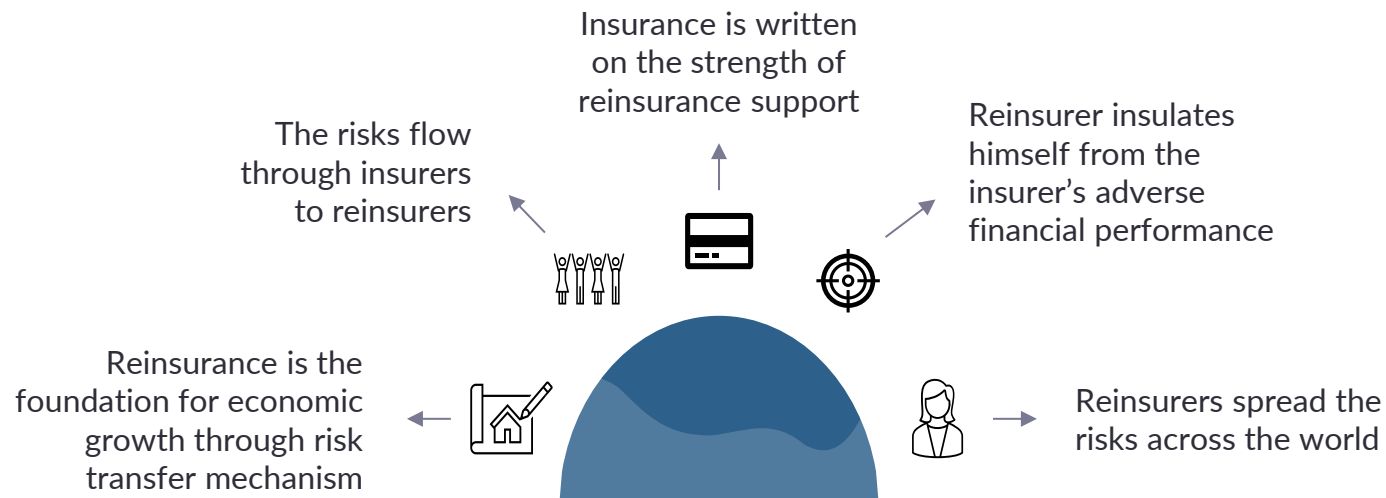 Insurance is written
on the strength of
reinsurance support
The risks flow
through insurers
to reinsurers
Reinsurer insulates
himself from the
insurer’s adverse
financial performance
Reinsurance is the
foundation for economic
growth through risk
transfer mechanism
Reinsurers spread the
risks across the world